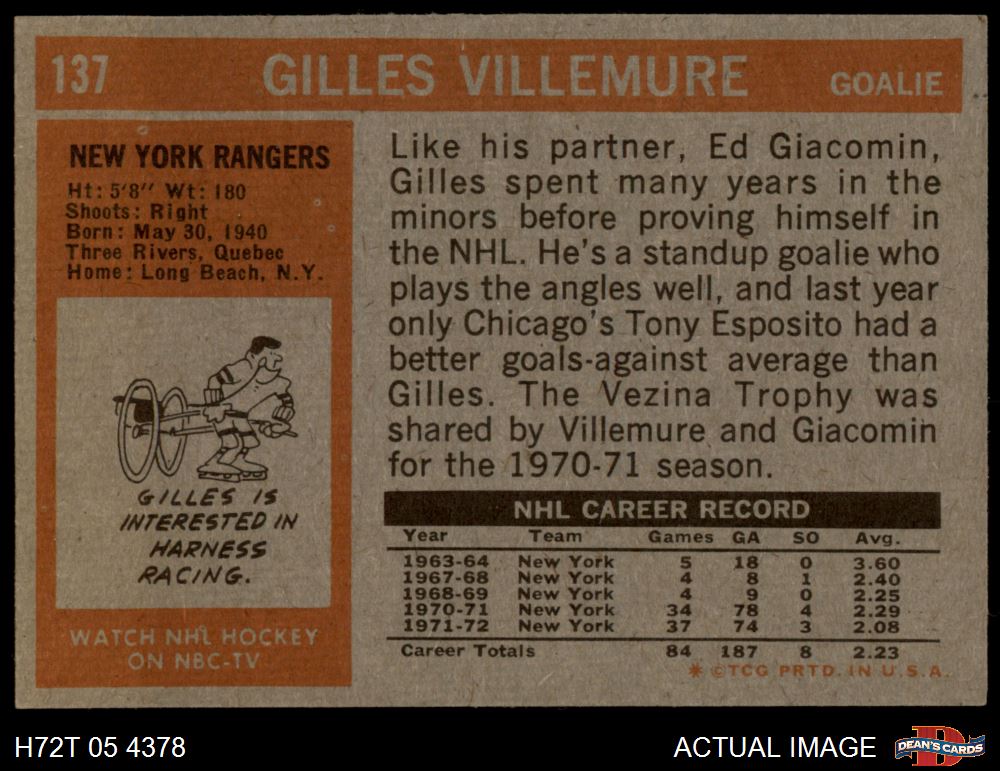 137 GILLES VILLEMURE GOALIE
NEW YORK RANGERS
Ht: 5'8" Wt: 180
Shoots: Right
Born: May 30, 1940
Three Rivers, Quebec
Home: Long Beach, N.Y.
GILLES IS
INTERESTED IN
HARNESS
RACING.
WATCH NHL HOCKEY
ON NBC-TV
Like his partner, Ed Giacomin,
Gilles spent many years in the
minors before proving himself in
the NHL. He's a standup goalie who
plays the angles well, and last year
only Chicago's Tony Esposito had a
better goals-against average than
Gilles. The Vezina Trophy was
shared by Villemure and Giacomin
for the 1970-71 season.
NHL CAREER RECORD
Year Team Games GA SO Avg.
1963-64 New York 5 18 0 3.60
1967-68 New York 4 8 1 2.40
1968-69 New York 4 9 0 2.25
1970-71 New York 34 78 4 2.29
1971-72 New York 37 74 3 2.08
Career Totals 84 187 8 2.23
* ©TCG PRTD. IN U.S.A.
H72T 05 4378 ACTUAL IMAGE DEAN'S CARDS